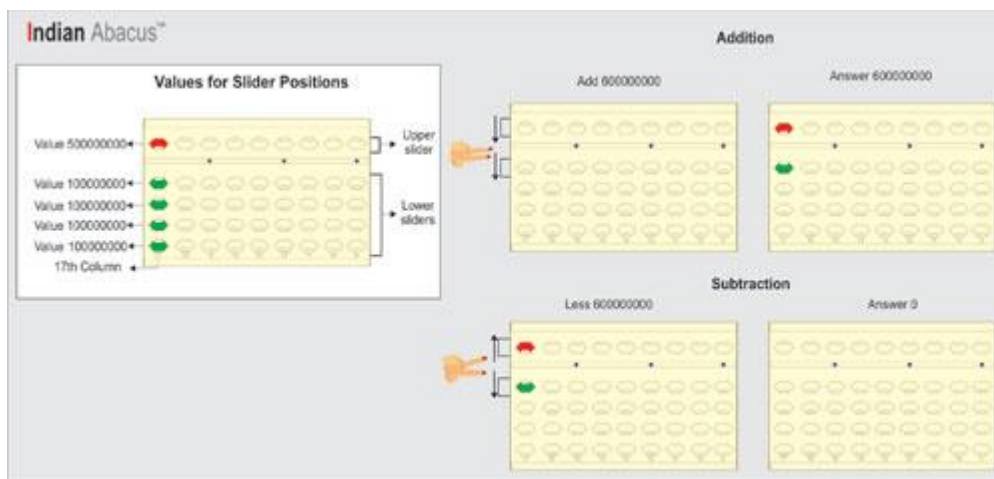 Indian Abacus™
Values for Slider Positions
Value 500000000
Upper slider
Value 100000000
Value 100000000
Value 100000000
Value 100000000
Lower sliders
17th Column
Addition
Add 600000000
Answer 600000000
Subtraction
Less 600000000
Answer 0